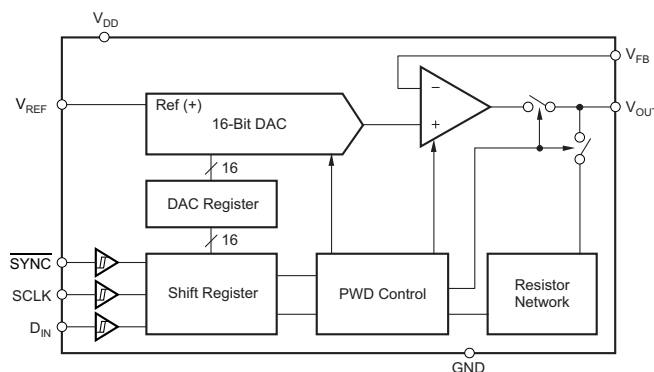 VDD
VFB
VREF
Ref (+)
16-Bit DAC
−
+
VOUT
16
DAC Register
16
SYNC
SCLK
DIN
Shift Register
PWD Control
Resistor
Network
GND